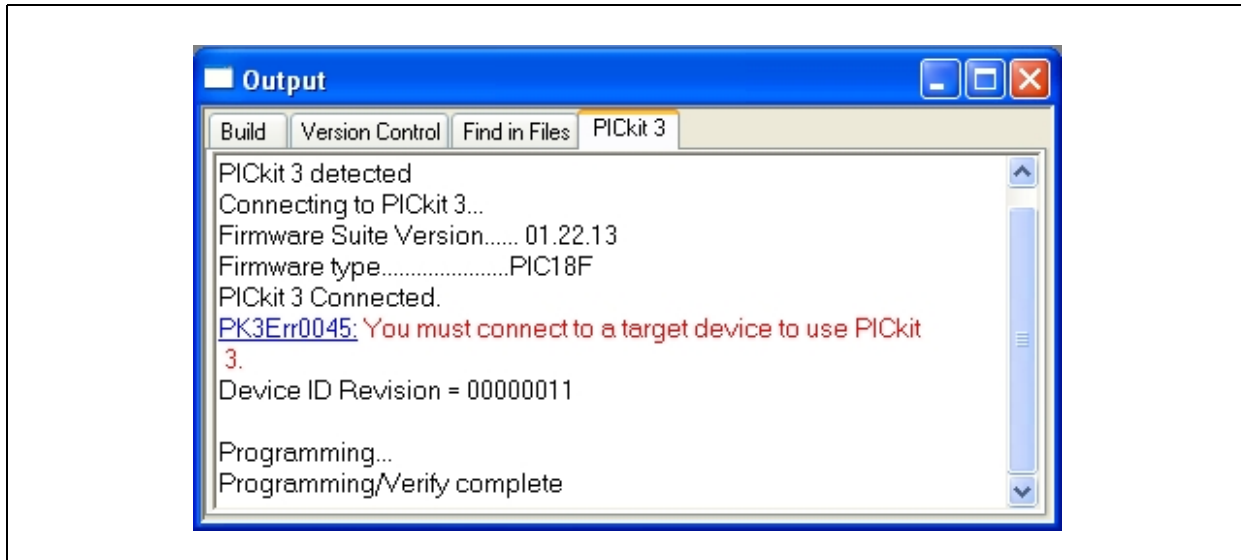 Output
Build
Version Control
Find in Files
PICkit 3
PICkit 3 detected
Connecting to PICkit 3...
Firmware Suite Version...... 01.22.13
Firmware type......................PIC18F
PICkit 3 Connected.
PK3Err0045: You must connect to a target device to use PICkit
3.
Device ID Revision = 00000011
Programming...
Programming/Verify complete